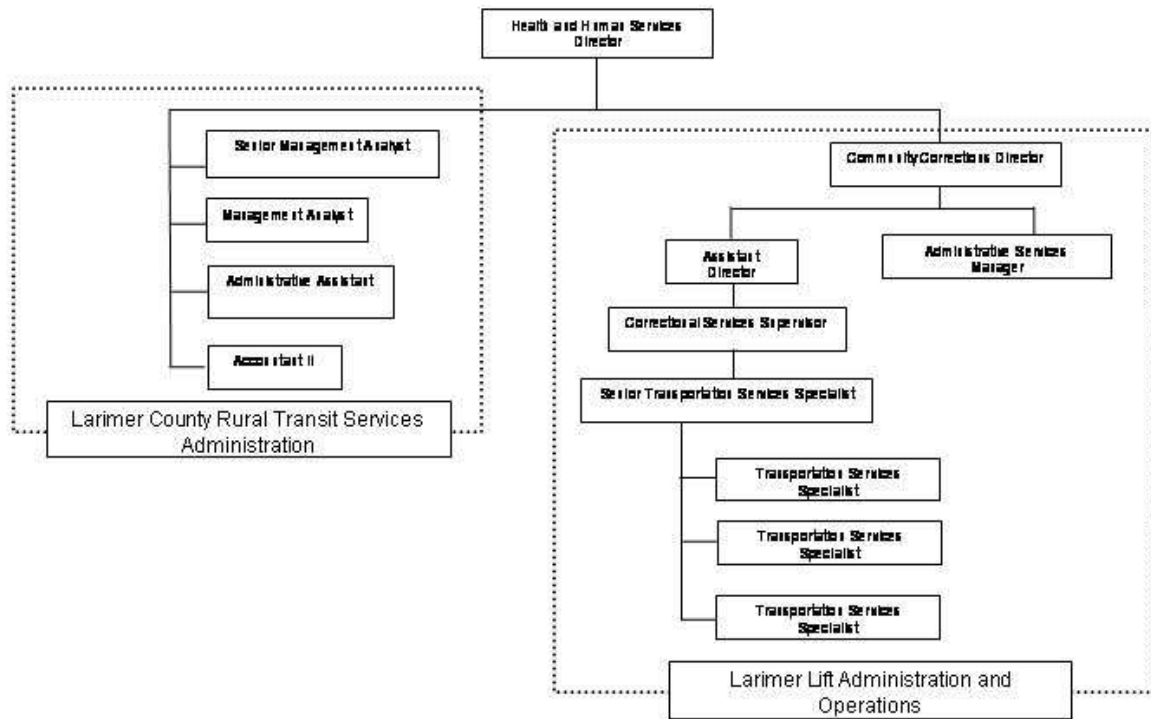 Health and Human Services
Director
Senior Management Analyst
Management Analyst
Administrative Assistant
Accountant II
Larimer County Rural Transit Services
Administration
Community Corrections Director
Assistant
Director
Administrative Services
Manager
Correctional Services Supervisor
Senior Transportation Services Specialist
Transportation Services
Specialist
Transportation Services
Specialist
Transportation Services
Specialist
Larimer Lift Administration and
Operations